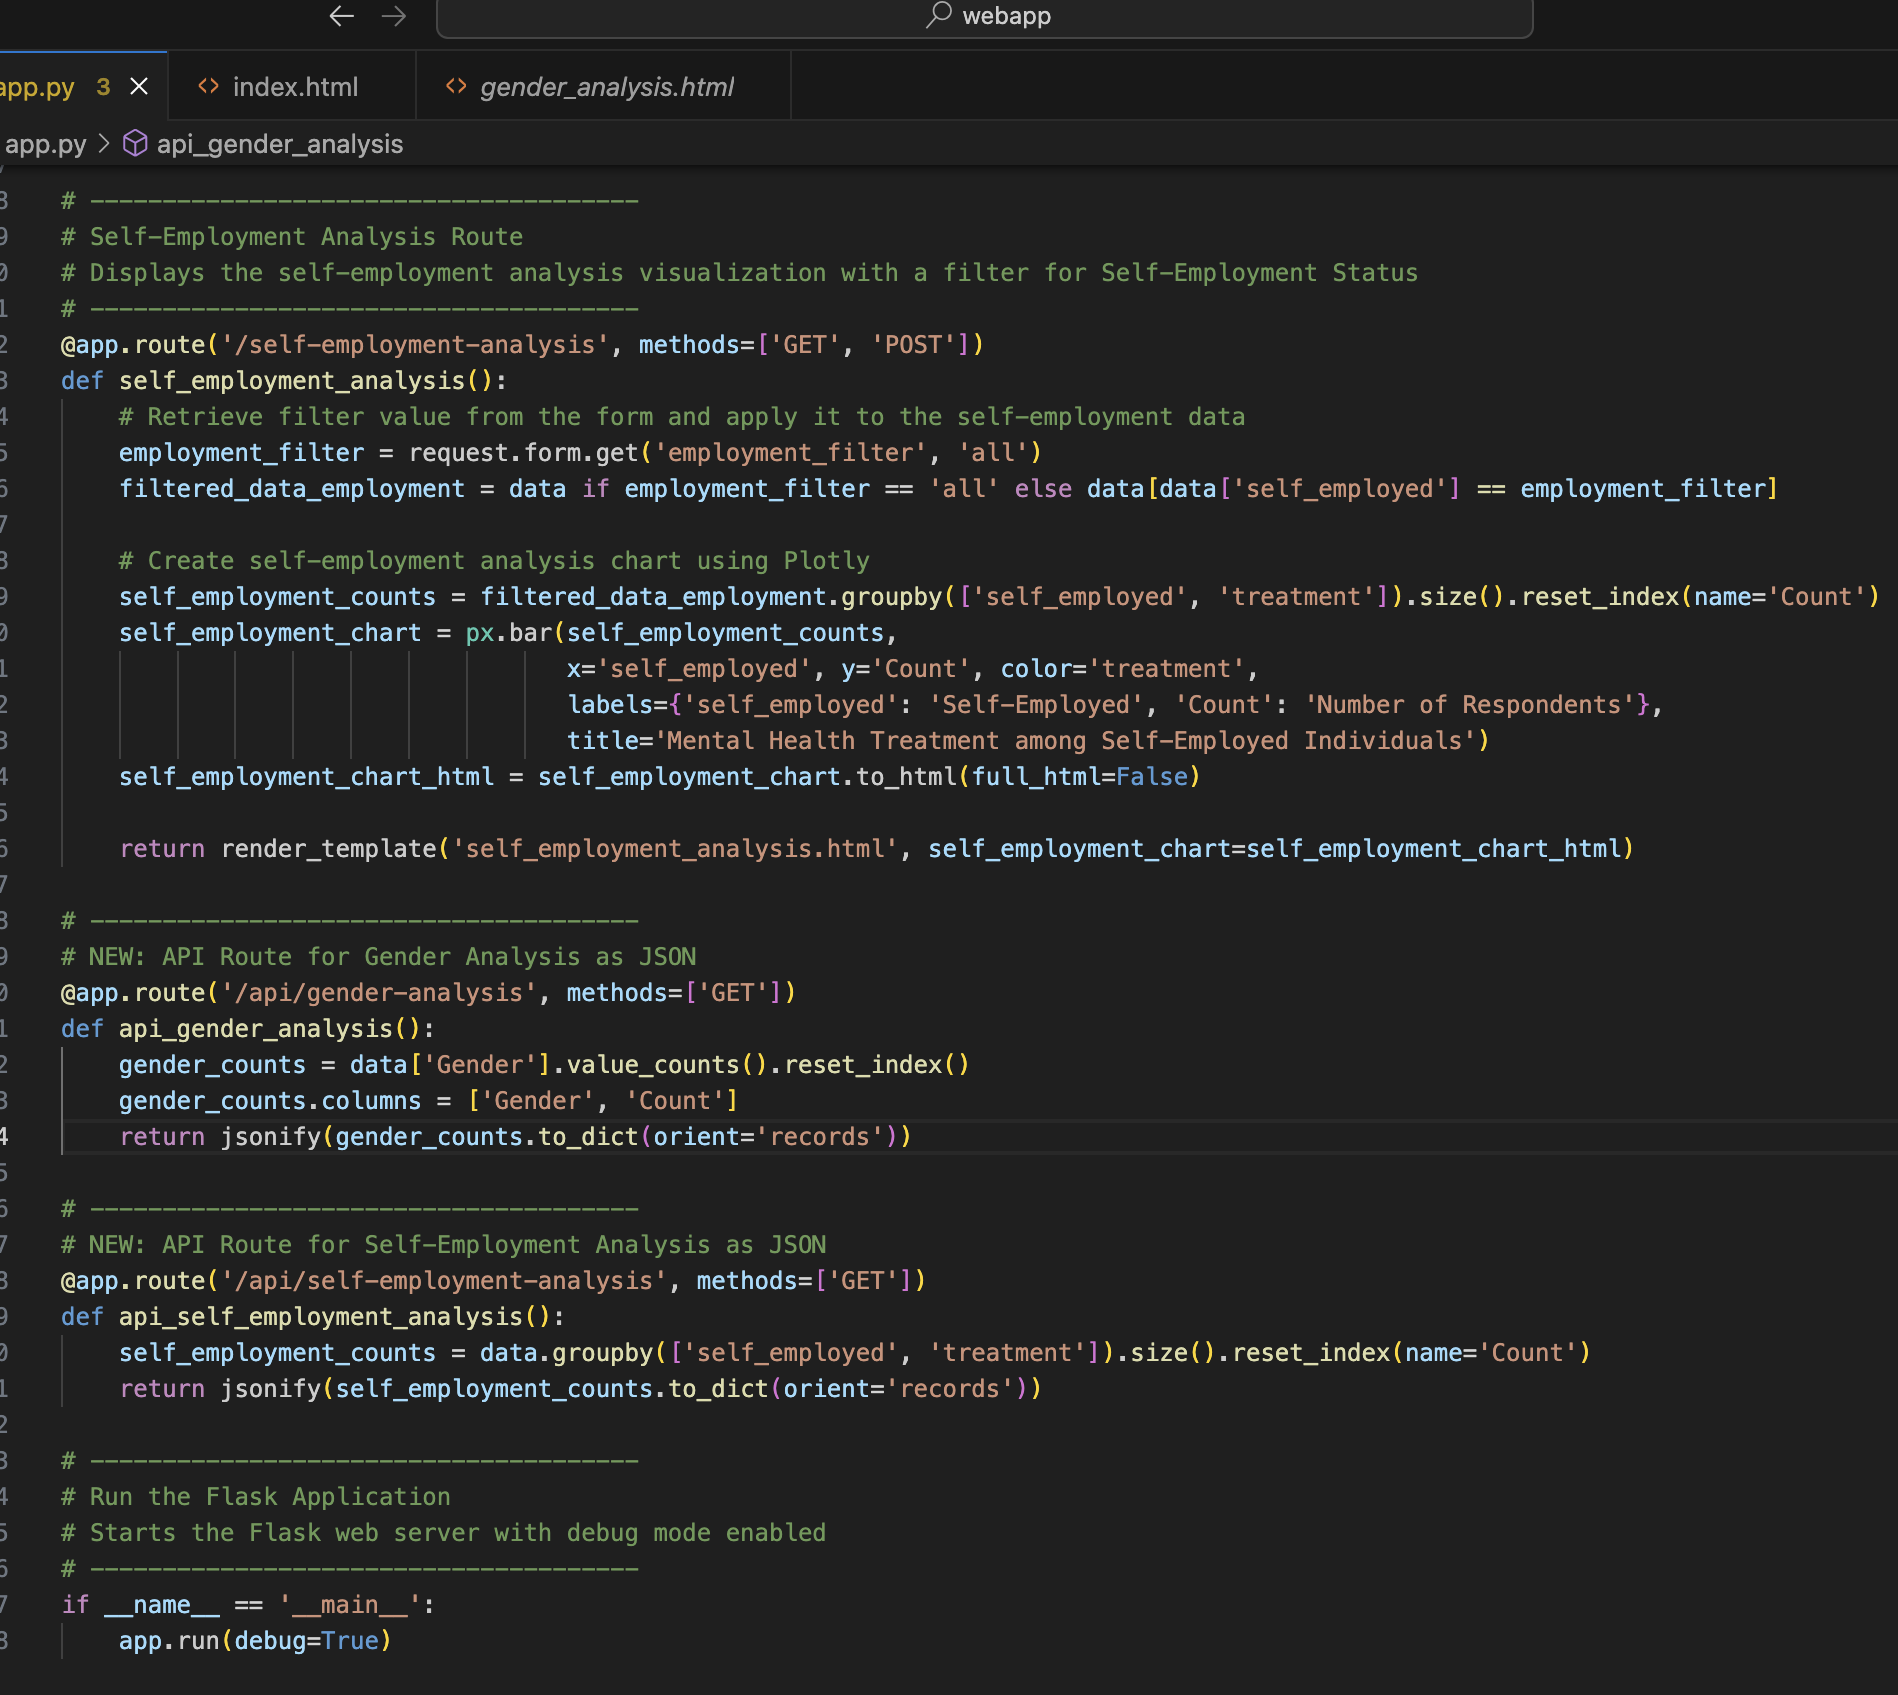 webapp
app.py 3
index.html
gender_analysis.html
app.py > api_gender_analysis
# --------------------------------------
# Self-Employment Analysis Route
# Displays the self-employment analysis visualization with a filter for Self-Employment Status
# --------------------------------------
@app.route('/self-employment-analysis', methods=['GET', 'POST'])
def self_employment_analysis():
    # Retrieve filter value from the form and apply it to the self-employment data
    employment_filter = request.form.get('employment_filter', 'all')
    filtered_data_employment = data if employment_filter == 'all' else data[data['self_employed'] == employment_filter]
    # Create self-employment analysis chart using Plotly
    self_employment_counts = filtered_data_employment.groupby(['self_employed', 'treatment']).size().reset_index(name='Count')
    self_employment_chart = px.bar(self_employment_counts,
                                   x='self_employed', y='Count', color='treatment',
                                   labels={'self_employed': 'Self-Employed', 'Count': 'Number of Respondents'},
                                   title='Mental Health Treatment among Self-Employed Individuals')
    self_employment_chart_html = self_employment_chart.to_html(full_html=False)
    return render_template('self_employment_analysis.html', self_employment_chart=self_employment_chart_html)
# --------------------------------------
# NEW: API Route for Gender Analysis as JSON
@app.route('/api/gender-analysis', methods=['GET'])
def api_gender_analysis():
    gender_counts = data['Gender'].value_counts().reset_index()
    gender_counts.columns = ['Gender', 'Count']
    return jsonify(gender_counts.to_dict(orient='records'))
# --------------------------------------
# NEW: API Route for Self-Employment Analysis as JSON
@app.route('/api/self-employment-analysis', methods=['GET'])
def api_self_employment_analysis():
    self_employment_counts = data.groupby(['self_employed', 'treatment']).size().reset_index(name='Count')
    return jsonify(self_employment_counts.to_dict(orient='records'))
# --------------------------------------
# Run the Flask Application
# Starts the Flask web server with debug mode enabled
# --------------------------------------
if __name__ == '__main__':
    app.run(debug=True)